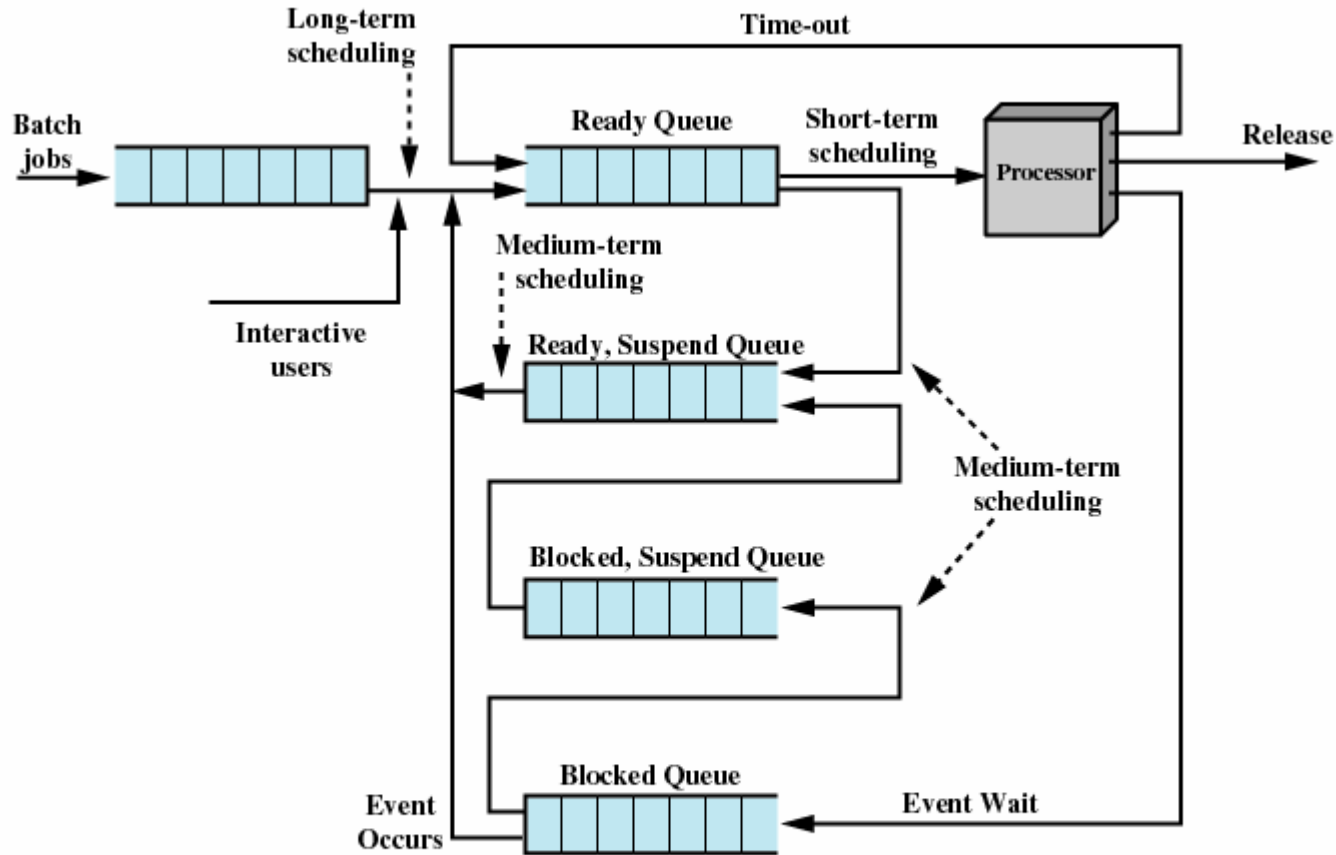 Long-term
scheduling
Time-out
Batch
jobs
Ready Queue
Short-term
scheduling
Processor
Release
Medium-term
scheduling
Interactive
users
Ready, Suspend Queue
Medium-term
scheduling
Blocked, Suspend Queue
Blocked Queue
Event
Occurs
Event Wait